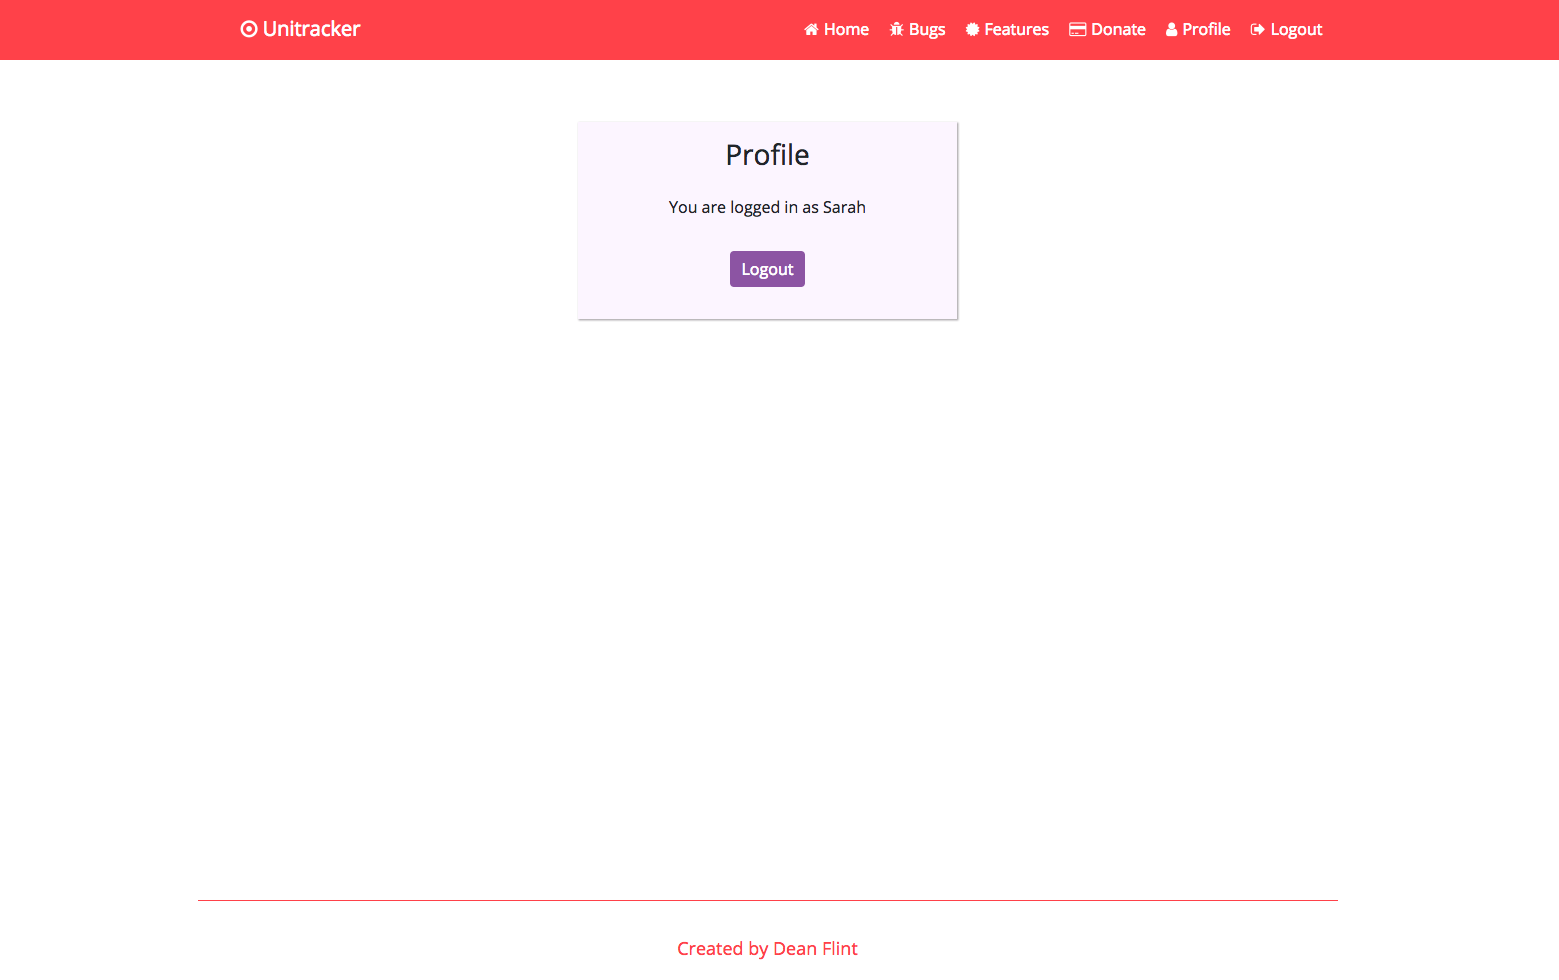 Unitracker Home Bugs Features Donate Profile Logout
Profile
You are logged in as Sarah
Logout
Created by Dean Flint